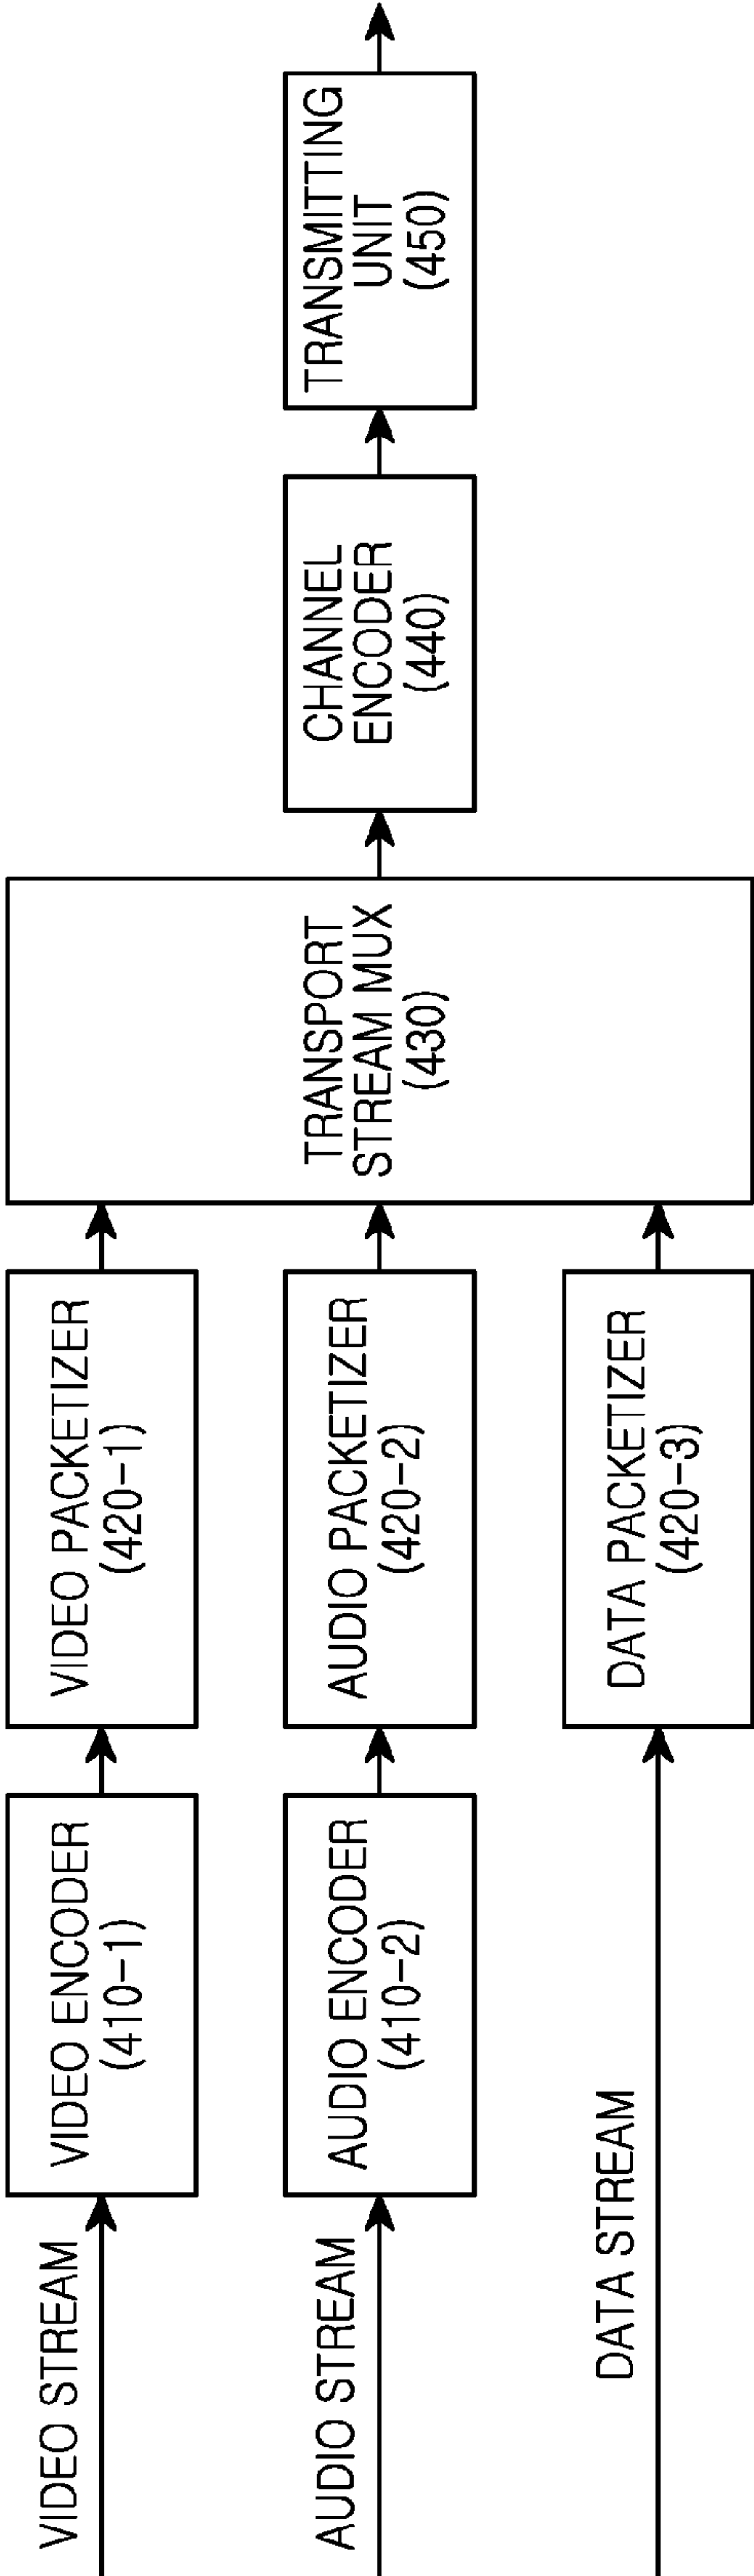 VIDEO STREAM
VIDEO ENCODER
(410-1)
VIDEO PACKETIZER
(420-1)
AUDIO STREAM
AUDIO ENCODER
(410-2)
AUDIO PACKETIZER
(420-2)
DATA STREAM
DATA PACKETIZER
(420-3)
TRANSPORT
STREAM MUX
(430)
CHANNEL
ENCODER
(440)
TRANSMITTING
UNIT
(450)